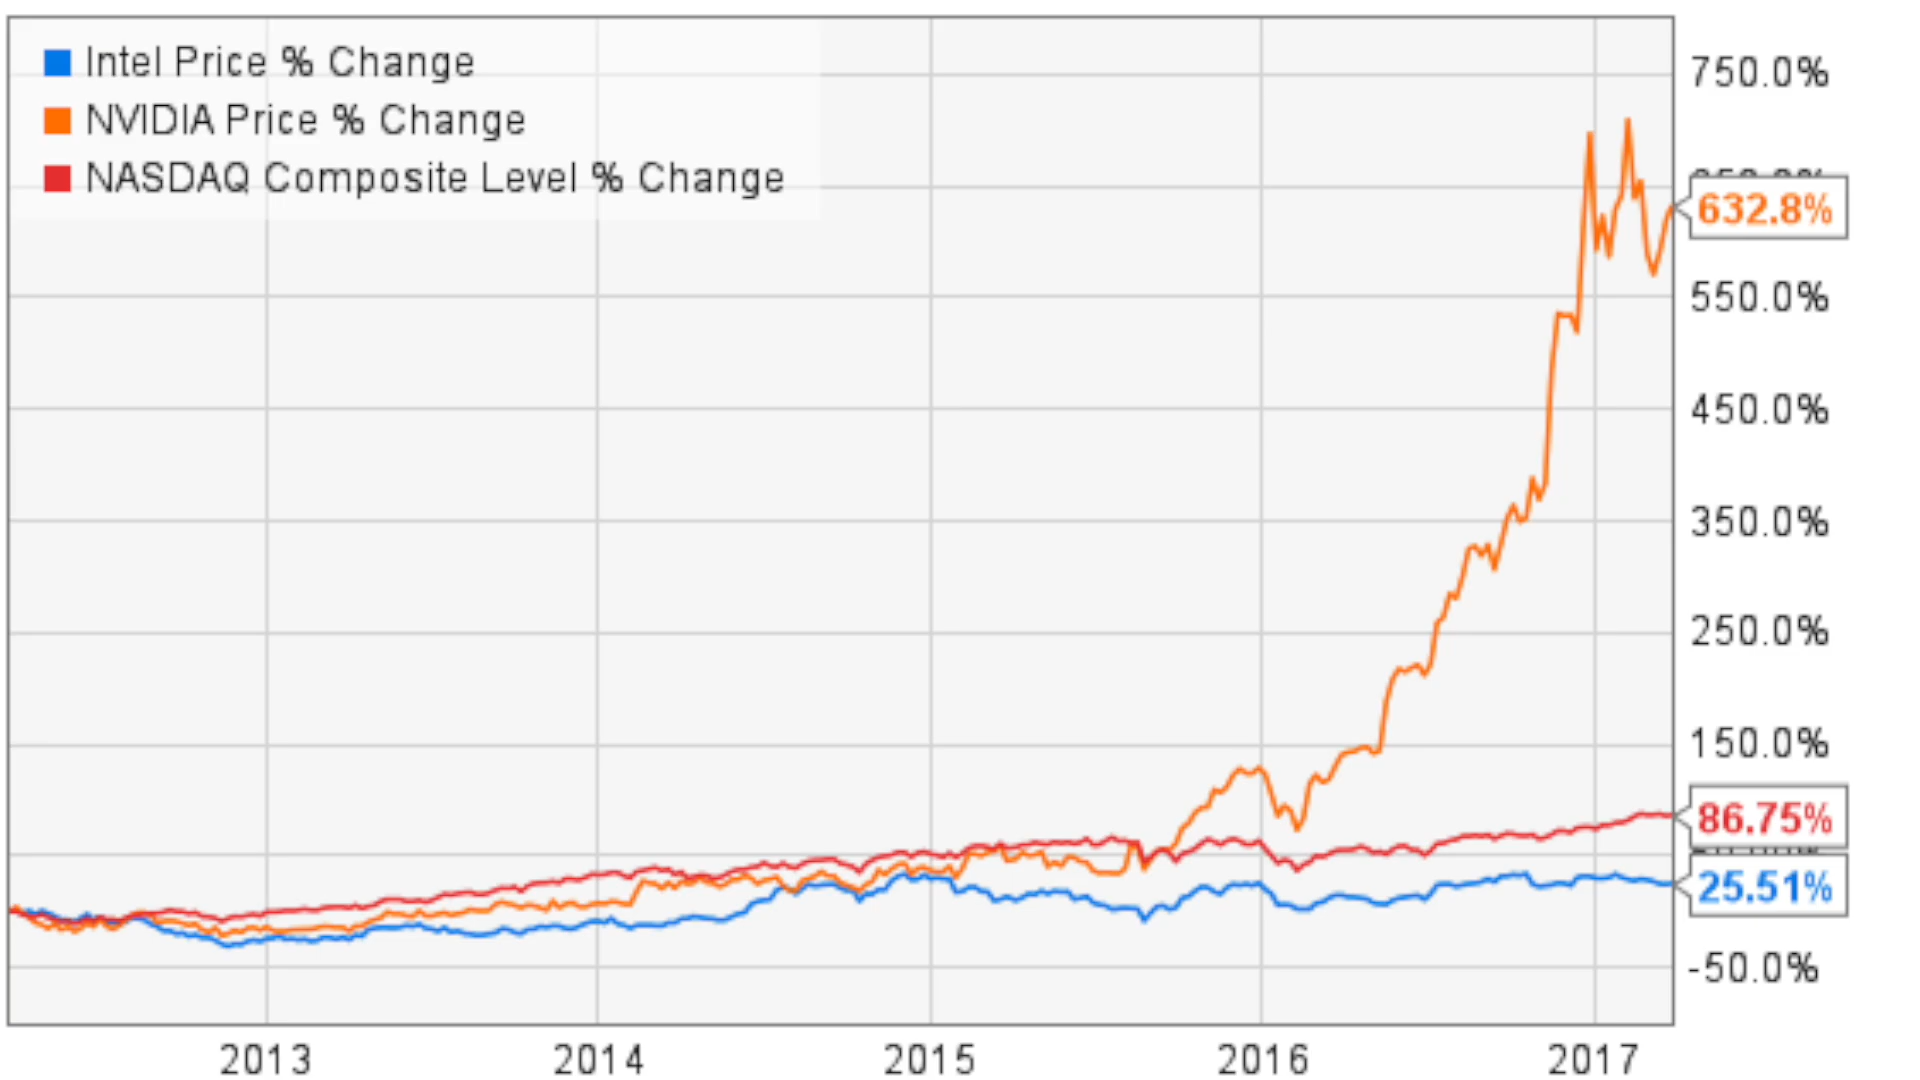 Intel Price % Change
NVIDIA Price % Change
NASDAQ Composite Level % Change
750.0%
632.8%
550.0%
450.0%
350.0%
250.0%
150.0%
86.75%
25.51%
-50.0%
2013 2014 2015 2016 2017